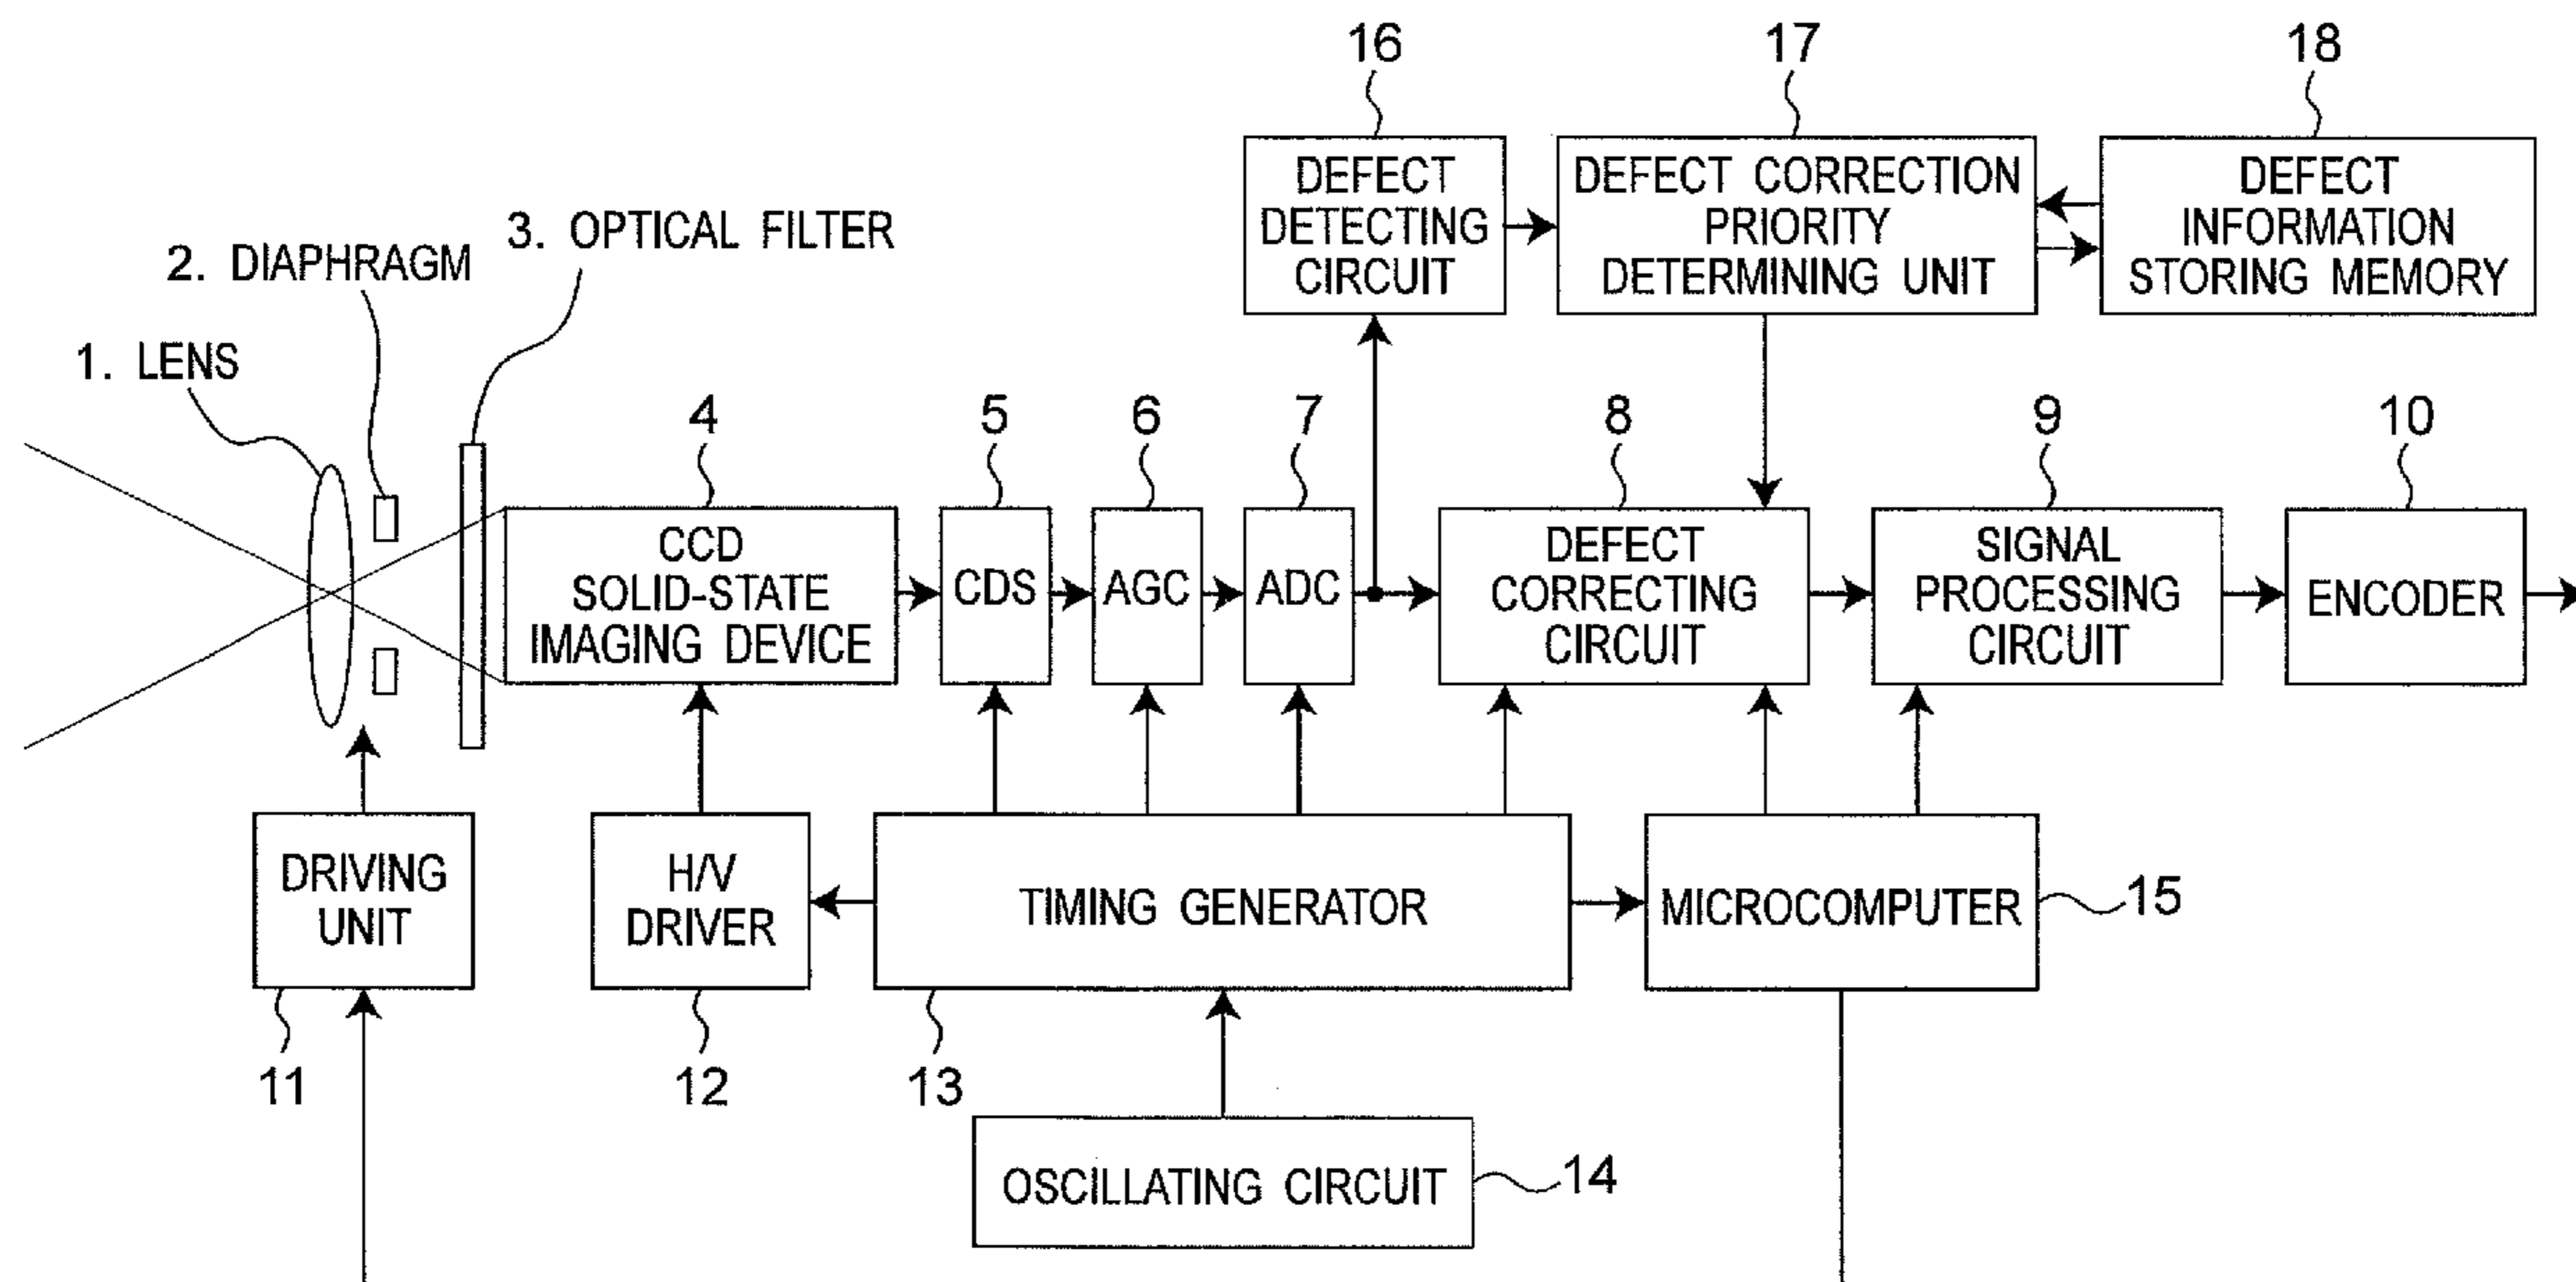 16
17
18
DEFECT
DETECTING
CIRCUIT
DEFECT CORRECTION
PRIORITY
DETERMINING UNIT
DEFECT
INFORMATION
STORING MEMORY
3. OPTICAL FILTER
2. DIAPHRAGM
1. LENS
4
5
6
7
8
9
10
CCD
SOLID-STATE
IMAGING DEVICE
CDS
AGC
ADC
DEFECT
CORRECTING
CIRCUIT
SIGNAL
PROCESSING
CIRCUIT
ENCODER
DRIVING
UNIT
H/V
DRIVER
TIMING GENERATOR
MICROCOMPUTER
15
11
12
13
OSCILLATING CIRCUIT
14